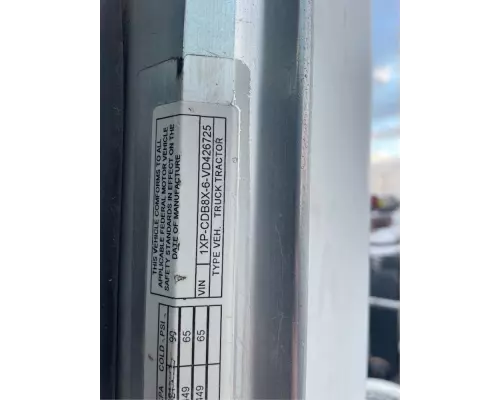 THIS VEHICLE CONFORMS TO ALL
APPLICABLE FEDERAL MOTOR VEHICLE
SAFETY STANDARDS IN EFFECT ON THE
DATE OF MANUFACTURE
VIN 1XP-CDB8X-6-VD426725
TYPE VEH. TRUCK TRACTOR
COLD PSI
90
65
449 65